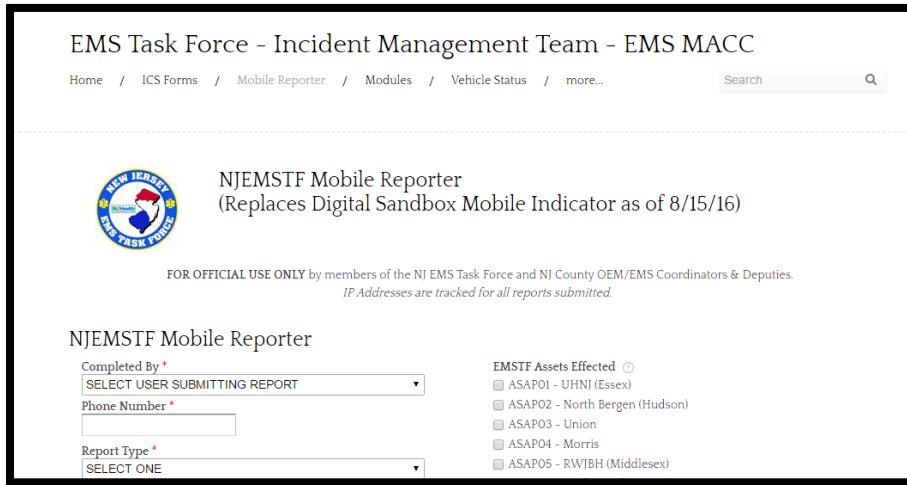 EMS Task Force - Incident Management Team - EMS MACC
Home / ICS Forms / Mobile Reporter / Modules / Vehicle Status / more...
Search
NEW JERSEY
NJHealth
EMS TASK FORCE
NJEMSTF Mobile Reporter
(Replaces Digital Sandbox Mobile Indicator as of 8/15/16)
FOR OFFICIAL USE ONLY by members of the NJ EMS Task Force and NJ County OEM/EMS Coordinators & Deputies.
IP Addresses are tracked for all reports submitted.
NJEMSTF Mobile Reporter
Completed By *
SELECT USER SUBMITTING REPORT
Phone Number *
Report Type *
SELECT ONE
EMSTF Assets Effected ?
ASAP01 - UHNJ (Essex)
ASAP02 - North Bergen (Hudson)
ASAP03 - Union
ASAP04 - Morris
ASAP05 - RWJBH (Middlesex)